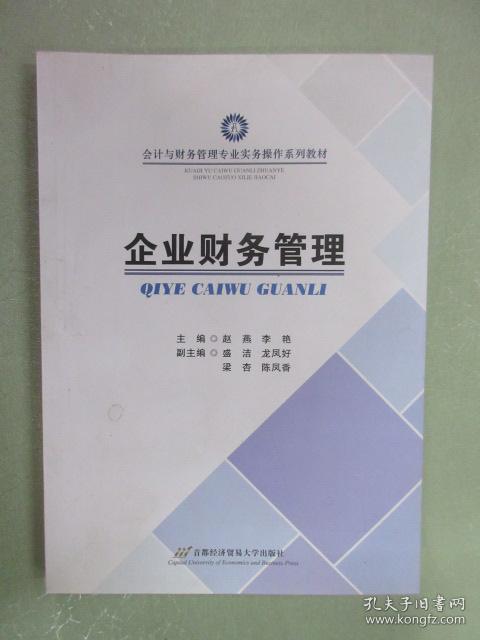 会计与财务管理专业实务操作系列教材
KUAIJI YU CAIWU GUANLI ZHUANYE
SHIWU CAOZUO XILIE JIAOCAI
企业财务管理
QIYE CAIWU GUANLI
主 编◎赵 燕 李 艳
副主编◎盛 洁 龙凤好
梁 杏 陈凤香
首都经济贸易大学出版社
Capital University of Economics and Business Press
孔夫子旧书网
www.kongfz.com